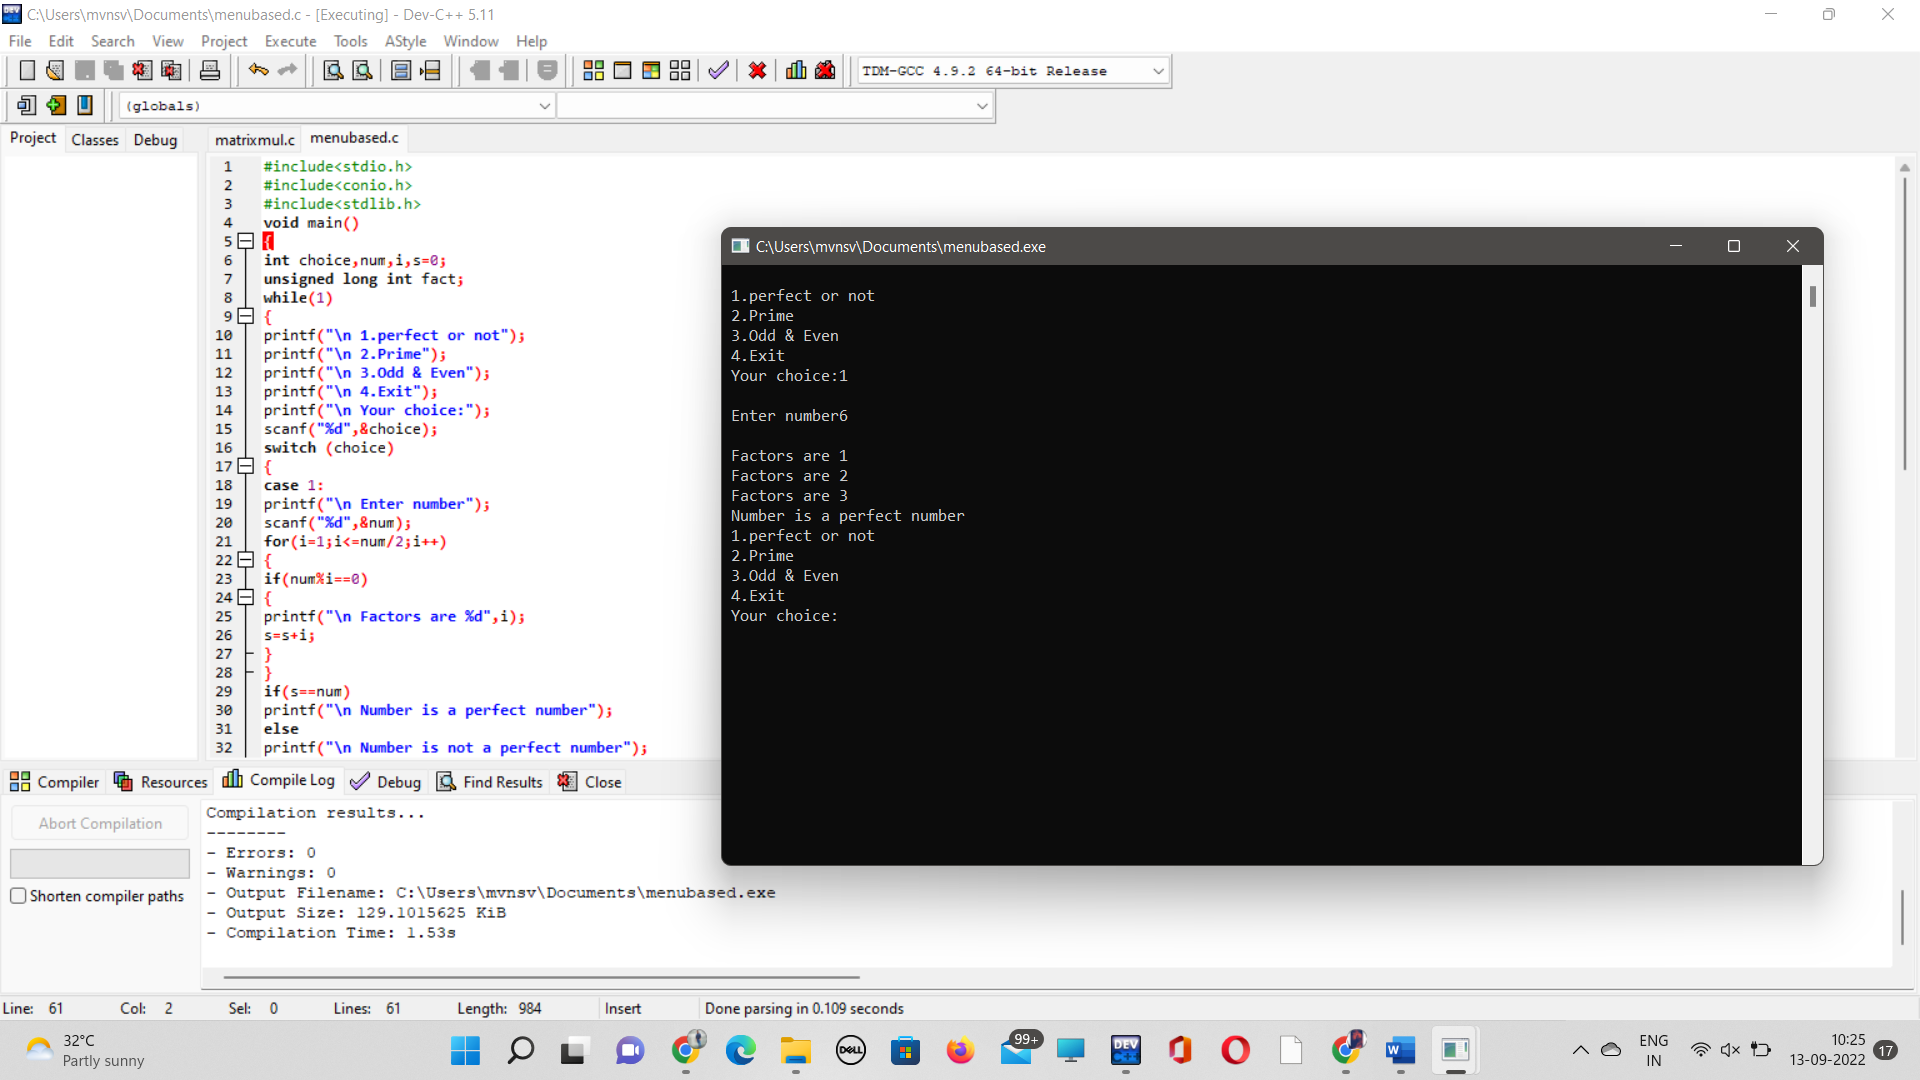 C:\Users\mvnsv\Documents\menubased.c - [Executing] - Dev-C++ 5.11
File Edit Search View Project Execute Tools AStyle Window Help
TDM-GCC 4.9.2 64-bit Release
(globals)
Project Classes Debug
matrixmul.c menubased.c
1 #include<stdio.h>
2 #include<conio.h>
3 #include<stdlib.h>
4 void main()
5 {
6 int choice,num,i,s=0;
7 unsigned long int fact;
8 while(1)
9 {
10 printf("\n 1.perfect or not");
11 printf("\n 2.Prime");
12 printf("\n 3.Odd & Even");
13 printf("\n 4.Exit");
14 printf("\n Your choice:");
15 scanf("%d",&choice);
16 switch (choice)
17 {
18 case 1:
19 printf("\n Enter number");
20 scanf("%d",&num);
21 for(i=1;i<=num/2;i++)
22 {
23 if(num%i==0)
24 {
25 printf("\n Factors are %d",i);
26 s=s+i;
27 }
28 }
29 if(s==num)
30 printf("\n Number is a perfect number");
31 else
32 printf("\n Number is not a perfect number");
C:\Users\mvnsv\Documents\menubased.exe
1.perfect or not
2.Prime
3.Odd & Even
4.Exit
Your choice:1
Enter number6
Factors are 1
Factors are 2
Factors are 3
Number is a perfect number
1.perfect or not
2.Prime
3.Odd & Even
4.Exit
Your choice:
Compiler Resources Compile Log Debug Find Results Close
Abort Compilation
Shorten compiler paths
Compilation results...
--------
- Errors: 0
- Warnings: 0
- Output Filename: C:\Users\mvnsv\Documents\menubased.exe
- Output Size: 129.1015625 KiB
- Compilation Time: 1.53s
Line: 61 Col: 2 Sel: 0 Lines: 61 Length: 984 Insert Done parsing in 0.109 seconds
32°C
Partly sunny
DELL
99+
DEV
C++
W
ENG
IN
10:25
13-09-2022
17